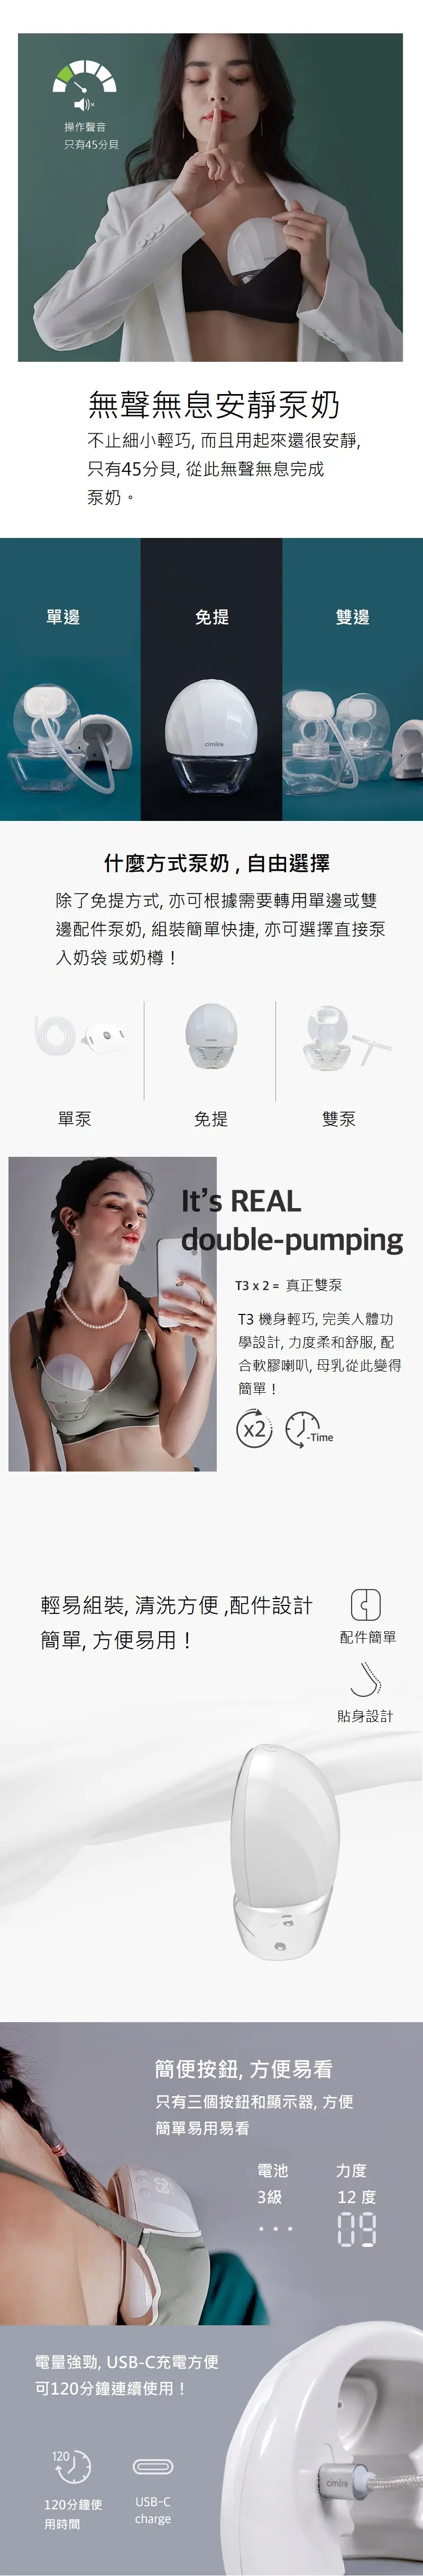 操作聲音
只有45分貝
無聲無息安靜泵奶
不止細小輕巧, 而且用起來還很安靜,
只有45分貝, 從此無聲無息完成
泵奶。
單邊
免提
雙邊
cimilre
什麼方式泵奶 , 自由選擇
除了免提方式, 亦可根據需要轉用單邊或雙
邊配件泵奶, 組裝簡單快捷, 亦可選擇直接泵
入奶袋 或奶樽！
單泵
免提
雙泵
It's REAL
double-pumping
T3 x 2 = 真正雙泵
T3 機身輕巧, 完美人體功
學設計, 力度柔和舒服, 配
合軟膠喇叭, 母乳從此變得
簡單！
x2
-Time
輕易組裝, 清洗方便 ,配件設計
簡單, 方便易用！
配件簡單
貼身設計
簡便按鈕, 方便易看
只有三個按鈕和顯示器, 方便
簡單易用易看
電池
力度
3級
12 度
09
電量強勁, USB-C充電方便
可120分鐘連續使用！
cimilre
120
120分鐘使
用時間
USB-C
charge